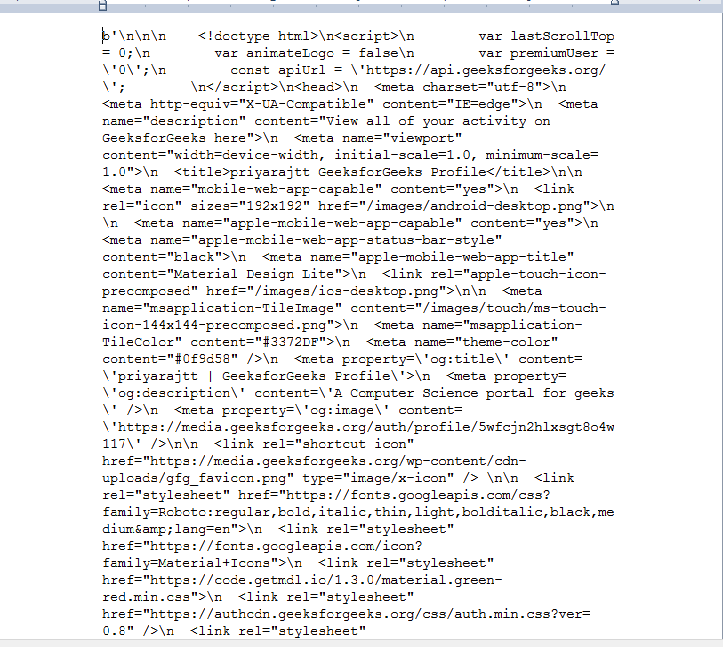 b'\n\n\n    <!doctype html>\n<script>\n        var lastScrollTop
= 0;\n        var animateLogo = false\n        var premiumUser =
\'0\';\n        const apiUrl = \'https://api.geeksforgeeks.org/
\';        \n</script>\n<head>\n  <meta charset="utf-8">\n
<meta http-equiv="X-UA-Compatible" content="IE=edge">\n  <meta
name="description" content="View all of your activity on
GeeksforGeeks here">\n  <meta name="viewport"
content="width=device-width, initial-scale=1.0, minimum-scale=
1.0">\n  <title>priyarajtt GeeksforGeeks Profile</title>\n\n
<meta name="mobile-web-app-capable" content="yes">\n  <link
rel="icon" sizes="192x192" href="/images/android-desktop.png">\n
\n  <meta name="apple-mobile-web-app-capable" content="yes">\n
<meta name="apple-mobile-web-app-status-bar-style"
content="black">\n  <meta name="apple-mobile-web-app-title"
content="Material Design Lite">\n  <link rel="apple-touch-icon-
precomposed" href="/images/ios-desktop.png">\n\n  <meta
name="msapplication-TileImage" content="/images/touch/ms-touch-
icon-144x144-precomposed.png">\n  <meta name="msapplication-
TileColor" content="#3372DF">\n  <meta name="theme-color"
content="#0f9d58" />\n  <meta property=\'og:title\' content=
\'priyarajtt | GeeksforGeeks Profile\'>\n  <meta property=
\'og:description\' content=\'A Computer Science portal for geeks
\' />\n  <meta property=\'og:image\' content=
\'https://media.geeksforgeeks.org/auth/profile/5wfcjn2hlxsgt8o4w
117\' />\n\n  <link rel="shortcut icon"
href="https://media.geeksforgeeks.org/wp-content/cdn-
uploads/gfg_favicon.png" type="image/x-icon" /> \n\n  <link
rel="stylesheet" href="https://fonts.googleapis.com/css?
family=Roboto:regular,bold,italic,thin,light,bolditalic,black,me
dium&amp;lang=en">\n  <link rel="stylesheet"
href="https://fonts.googleapis.com/icon?
family=Material+Icons">\n  <link rel="stylesheet"
href="https://code.getmdl.io/1.3.0/material.green-
red.min.css">\n  <link rel="stylesheet"
href="https://authcdn.geeksforgeeks.org/css/auth.min.css?ver=
0.8" />\n  <link rel="stylesheet"